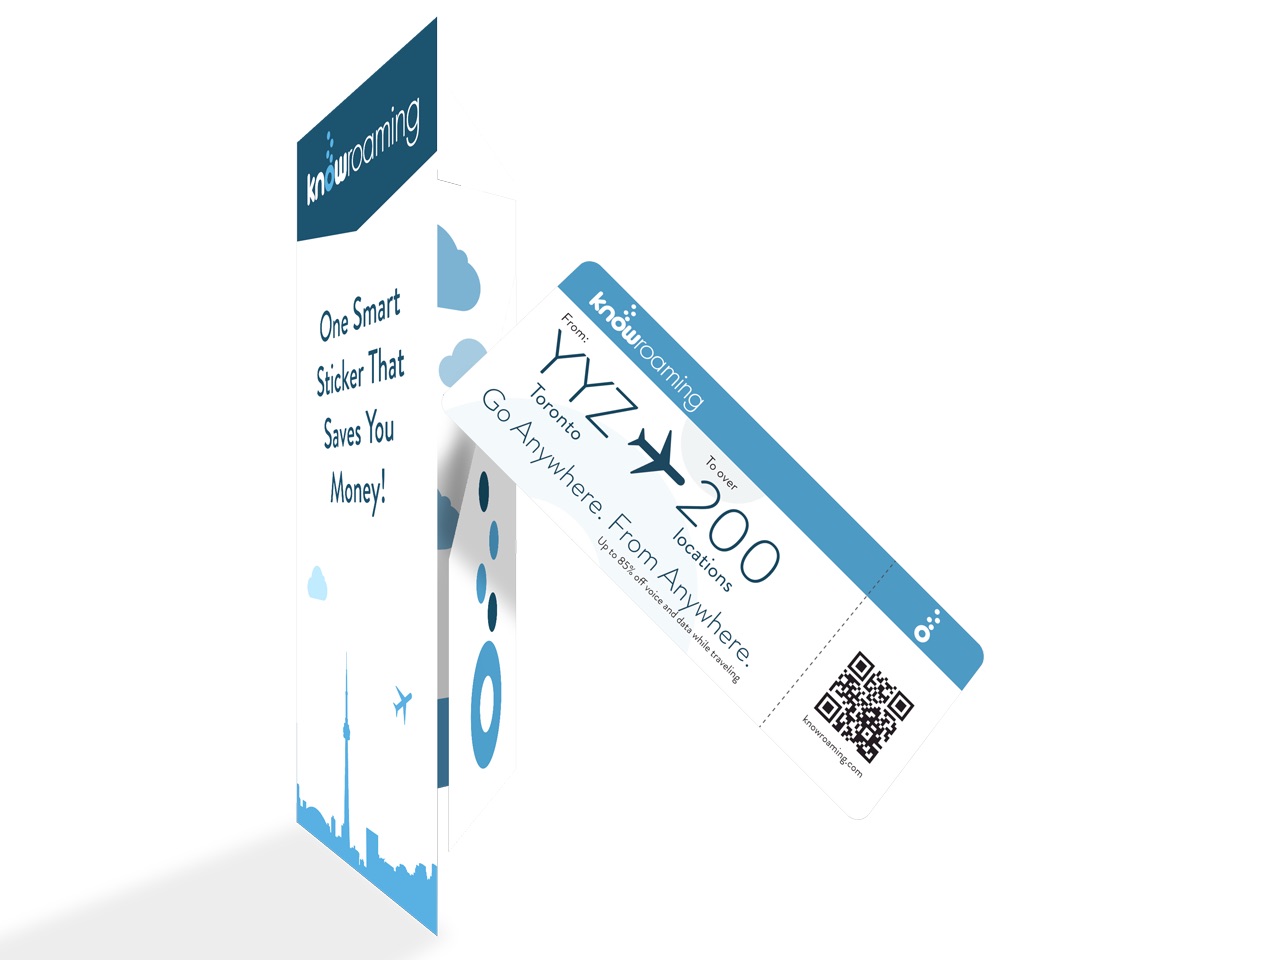 knowroaming
One Smart
Sticker That
Saves You
Money!
knowroaming
From:
YYZ
Toronto
To over
200
locations
Go Anywhere. From Anywhere.
Up to 85% off voice and data while traveling
knowroaming.com